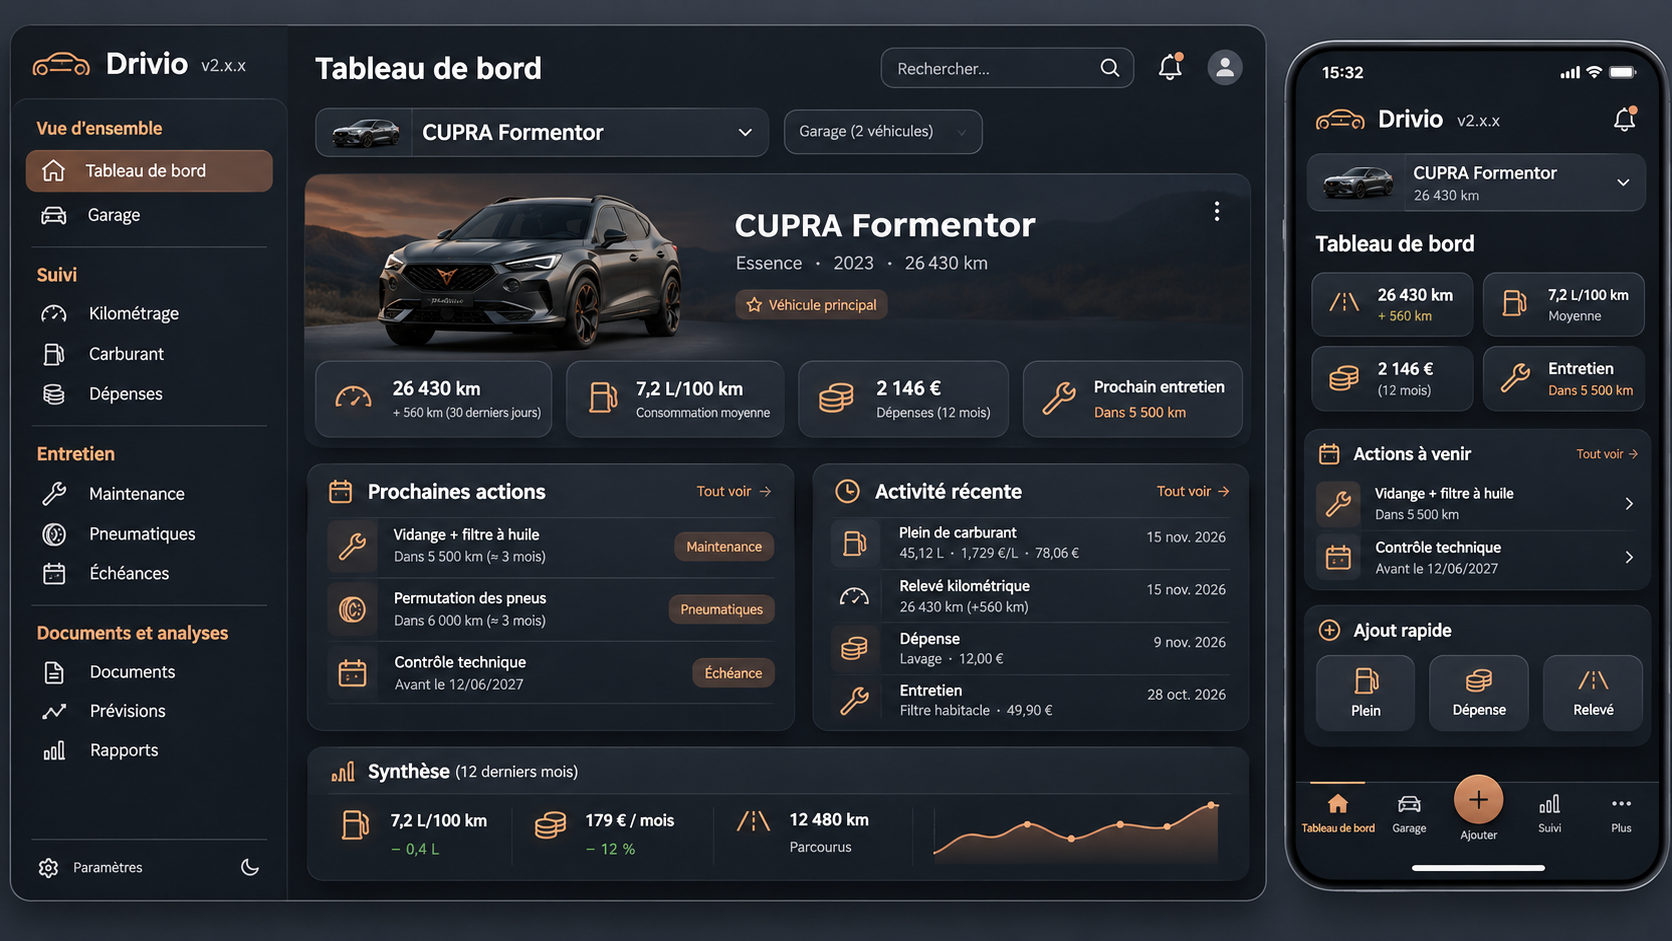 Drivio v2.x.x
Vue d'ensemble
Tableau de bord
Garage
Suivi
Kilométrage
Carburant
Dépenses
Entretien
Maintenance
Pneumatiques
Échéances
Documents et analyses
Documents
Prévisions
Rapports
Paramètres
Tableau de bord
Rechercher...
CUPRA Formentor
Garage (2 véhicules)
CUPRA Formentor
Essence • 2023 • 26 430 km
Véhicule principal
26 430 km
+ 560 km (30 derniers jours)
7,2 L/100 km
Consommation moyenne
2 146 €
Dépenses (12 mois)
Prochain entretien
Dans 5 500 km
Prochaines actions
Tout voir →
Vidange + filtre à huile
Dans 5 500 km (≈ 3 mois)
Maintenance
Permutation des pneus
Dans 6 000 km (≈ 3 mois)
Pneumatiques
Contrôle technique
Avant le 12/06/2027
Échéance
Activité récente
Tout voir →
Plein de carburant
45,12 L • 1,729 €/L • 78,06 €
15 nov. 2026
Relevé kilométrique
26 430 km (+560 km)
15 nov. 2026
Dépense
Lavage • 12,00 €
9 nov. 2026
Entretien
Filtre habitacle • 49,90 €
28 oct. 2026
Synthèse (12 derniers mois)
7,2 L/100 km
– 0,4 L
179 € / mois
– 12 %
12 480 km
Parcourus
15:32
Drivio v2.x.x
CUPRA Formentor
26 430 km
Tableau de bord
26 430 km
+ 560 km
7,2 L/100 km
Moyenne
2 146 €
(12 mois)
Entretien
Dans 5 500 km
Actions à venir
Tout voir →
Vidange + filtre à huile
Dans 5 500 km
Contrôle technique
Avant le 12/06/2027
Ajout rapide
Plein
Dépense
Relevé
Tableau de bord
Garage
Ajouter
Suivi
Plus